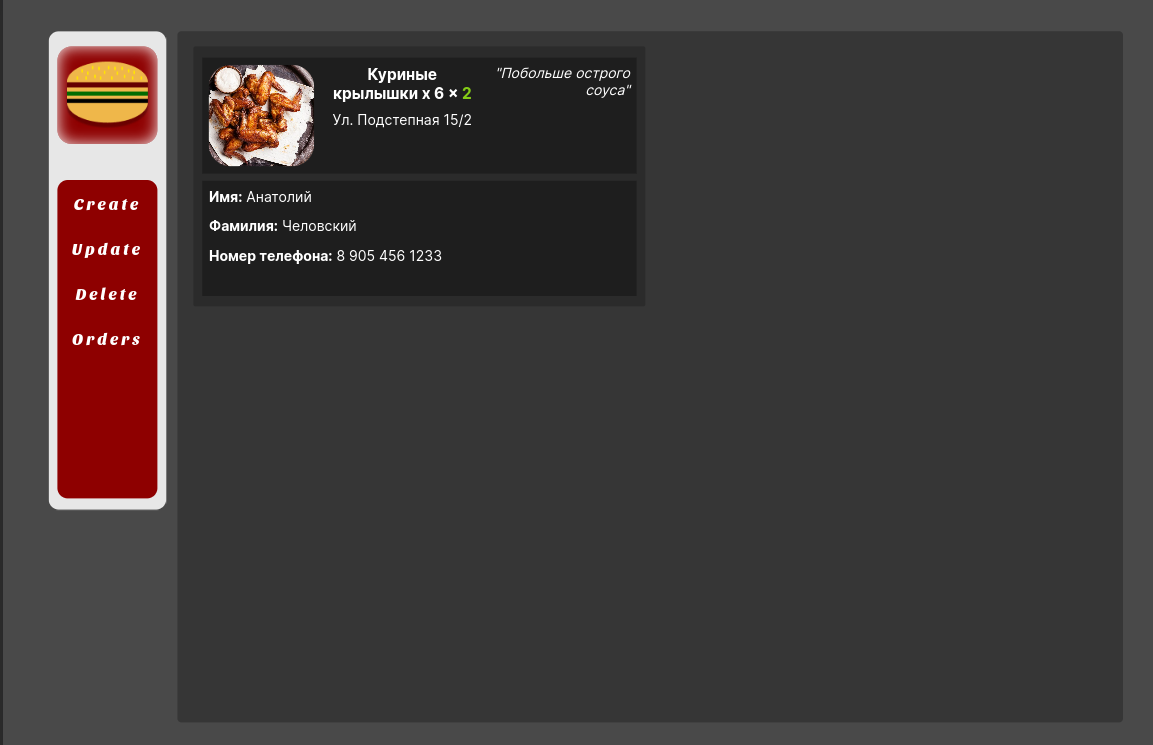 Create
Update
Delete
Orders
Куриные
крылышки x 6 × 2
Ул. Подстепная 15/2
"Побольше острого
соуса"
Имя: Анатолий
Фамилия: Человский
Номер телефона: 8 905 456 1233